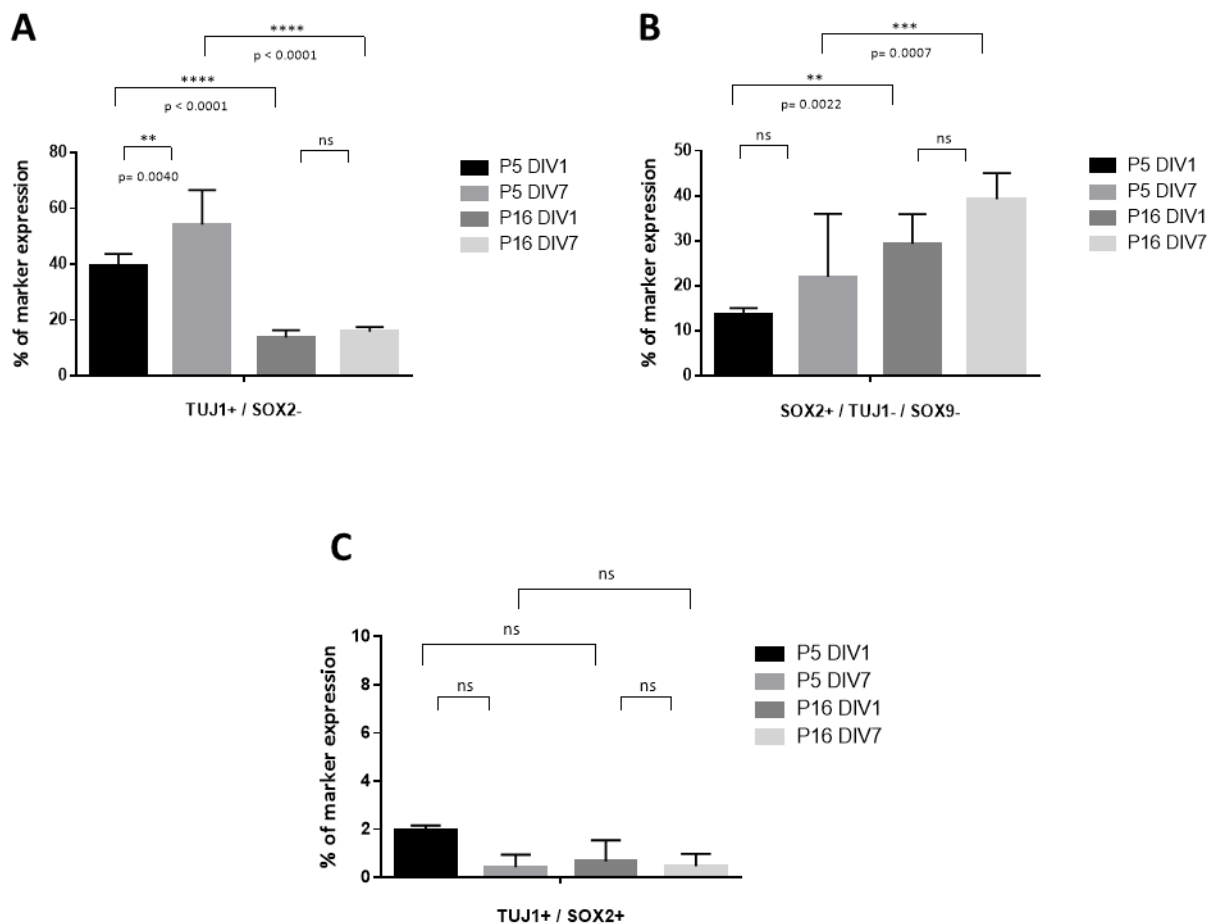 A
****
p < 0.0001
****
p < 0.0001
**
p= 0.0040
ns
80
60
40
20
0
% of marker expression
TUJ1+ / SOX2-
P5 DIV1
P5 DIV7
P16 DIV1
P16 DIV7
B
***
p= 0.0007
**
p= 0.0022
ns
ns
50
40
30
20
10
0
% of marker expression
SOX2+ / TUJ1- / SOX9-
P5 DIV1
P5 DIV7
P16 DIV1
P16 DIV7
C
ns
ns
ns
ns
10
8
6
4
2
0
% of marker expression
TUJ1+ / SOX2+
P5 DIV1
P5 DIV7
P16 DIV1
P16 DIV7